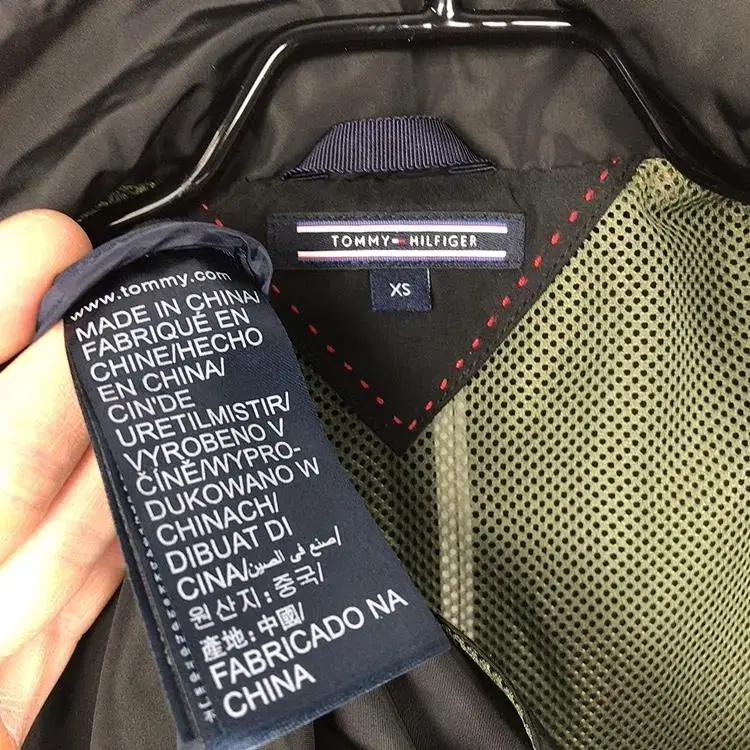 TOMMY HILFIGER
XS
www.tommy.com
MADE IN CHINA/
FABRIQUÉ EN
CHINE/HECHO
EN CHINA/
CIN'DE
URETILMISTIR/
VYROBENO V
ČÍNĚ/WYPRO-
DUKOWANO W
CHINACH/
DIBUAT DI
CINA/صنع في الصين/
원산지: 중국/
產地: 中國/
FABRICADO NA
CHINA